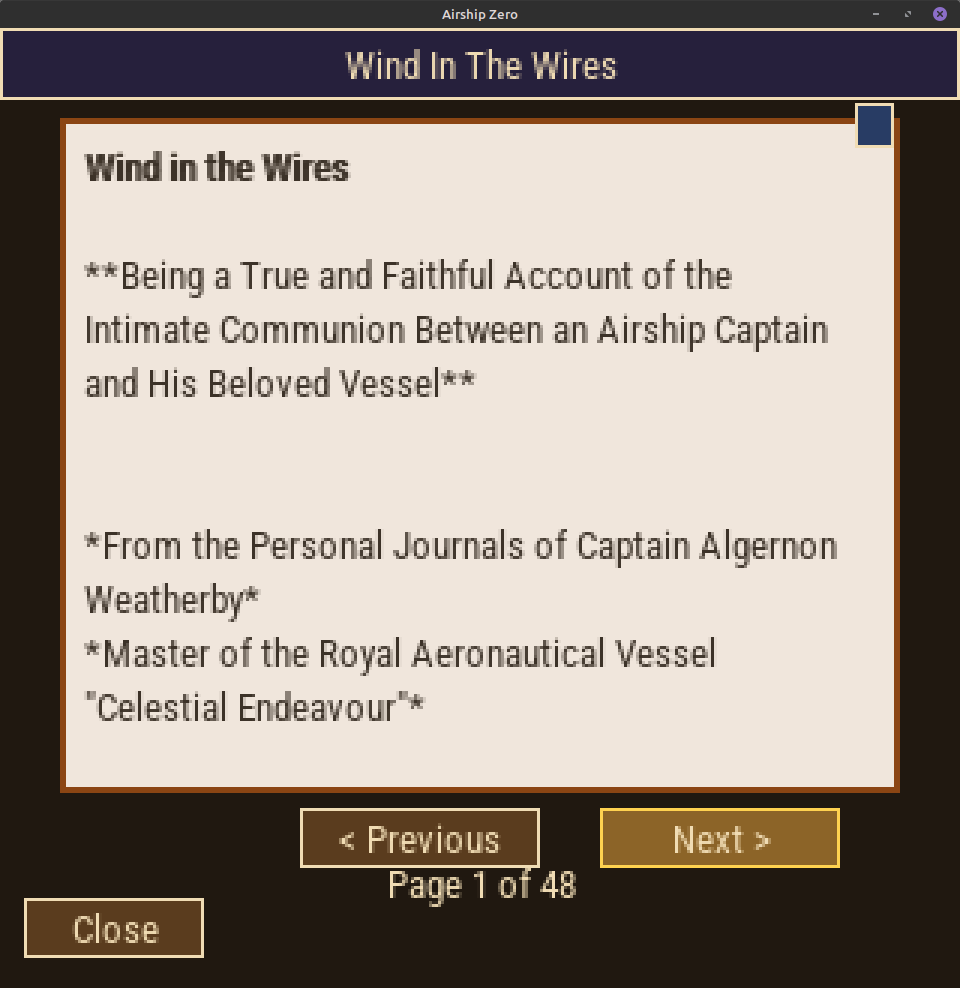 Airship Zero
Wind In The Wires
Wind in the Wires
**Being a True and Faithful Account of the
Intimate Communion Between an Airship Captain
and His Beloved Vessel**
*From the Personal Journals of Captain Algernon
Weatherby*
*Master of the Royal Aeronautical Vessel
"Celestial Endeavour"*
< Previous
Next >
Page 1 of 48
Close